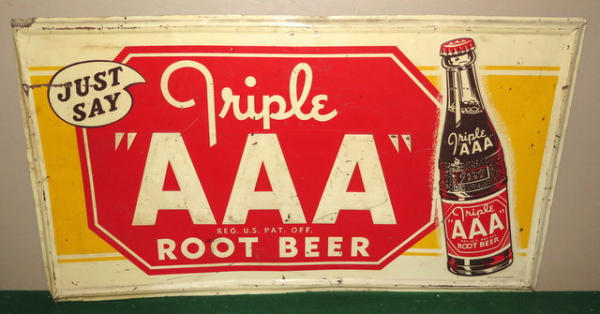 JUST
SAY
Triple
"AAA"
REG. U.S. PAT. OFF.
ROOT BEER
Triple
"AAA"
Triple
"AAA"
ROOT BEER